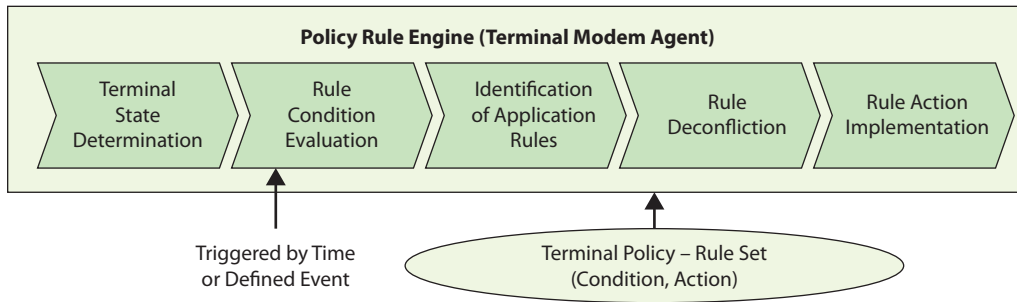 Policy Rule Engine (Terminal Modem Agent)
Terminal
State
Determination
Rule
Condition
Evaluation
Identification
of Application
Rules
Rule
Deconfliction
Rule Action
Implementation
Triggered by Time
or Defined Event
Terminal Policy – Rule Set
(Condition, Action)